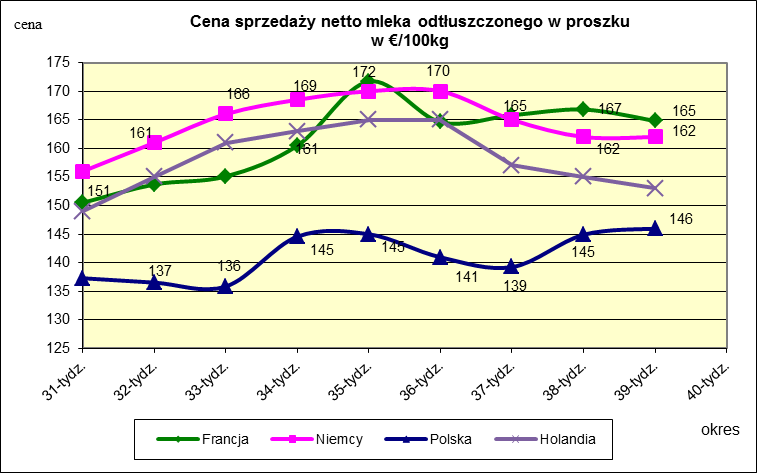 cena
Cena sprzedaży netto mleka odtłuszczonego w proszku
w €/100kg
175
170
165
160
155
150
145
140
135
130
125
151
161
166
169
161
172
170
165
167
162
165
162
137
136
145
145
141
139
145
146
31-tydz.
32-tydz.
33-tydz.
34-tydz.
35-tydz.
36-tydz.
37-tydz.
38-tydz.
39-tydz.
40-tydz.
okres
Francja Niemcy Polska Holandia